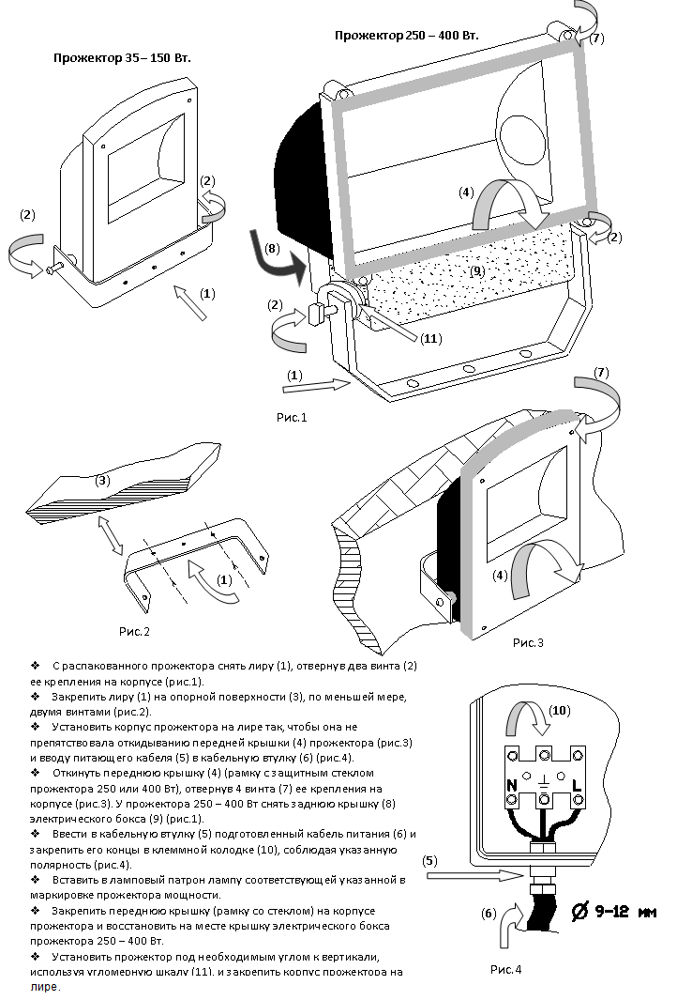 Прожектор 250 – 400 Вт.
(7)
Прожектор 35 – 150 Вт.
(2)
(2)
(4)
(2)
(8)
(9)
(1)
(2)
(11)
(1)
(7)
Рис.1
(3)
(1)
(4)
Рис.2
Рис.3
❖ С распакованного прожектора снять лиру (1), отвернув два винта (2)
ее крепления на корпусе (рис.1).
❖ Закрепить лиру (1) на опорной поверхности (3), по меньшей мере,
двумя винтами (рис.2).
❖ Установить корпус прожектора на лире так, чтобы она не
препятствовала откидыванию передней крышки (4) прожектора (рис.3)
и вводу питающего кабеля (5) в кабельную втулку (6) (рис.4).
❖ Откинуть переднюю крышку (4) (рамку с защитным стеклом
прожектора 250 или 400 Вт), отвернув 4 винта (7) ее крепления на
корпусе (рис.3). У прожектора 250 – 400 Вт снять заднюю крышку (8)
электрического бокса (9) (рис.1).
❖ Ввести в кабельную втулку (5) подготовленный кабель питания (6) и
закрепить его концы в клеммной колодке (10), соблюдая указанную
полярность (рис.4).
❖ Вставить в ламповый патрон лампу соответствующей указанной в
маркировке прожектора мощности.
❖ Закрепить переднюю крышку (рамку со стеклом) на корпусе
прожектора и восстановить на месте крышку электрического бокса
прожектора 250 – 400 Вт.
❖ Установить прожектор под необходимым углом к вертикали,
используя угломерную шкалу (11), и закрепить корпус прожектора на
лире.
(10)
N L
(5)
(6)
Ø 9-12 мм
Рис.4